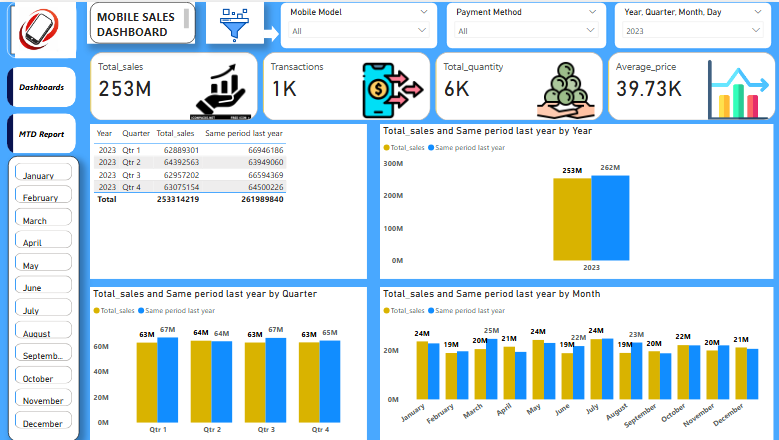 MOBILE SALES
DASHBOARD
Mobile Model
All
Payment Method
All
Year, Quarter, Month, Day
2023
Dashboards
MTD Report
January
February
March
April
May
June
July
August
Septemb...
October
November
December
Total_sales
253M
Transactions
1K
Total_quantity
6K
Average_price
39.73K
Year Quarter Total_sales Same period last year
2023 Qtr 1 62889301 66946186
2023 Qtr 2 64392563 63949060
2023 Qtr 3 62957202 66594369
2023 Qtr 4 63075154 64500226
Total 253314219 261989840
Total_sales and Same period last year by Year
Total_sales Same period last year
300M
200M
100M
0M
253M 262M
2023
Total_sales and Same period last year by Quarter
Total_sales Same period last year
60M
40M
20M
0M
63M 67M 64M 64M 63M 67M 63M 65M
Qtr 1 Qtr 2 Qtr 3 Qtr 4
Total_sales and Same period last year by Month
Total_sales Same period last year
20M
0M
24M 19M 20M 25M 21M 24M 19M 22M 24M 19M 23M 20M 22M 20M 21M
January February March April May June July August September October November December